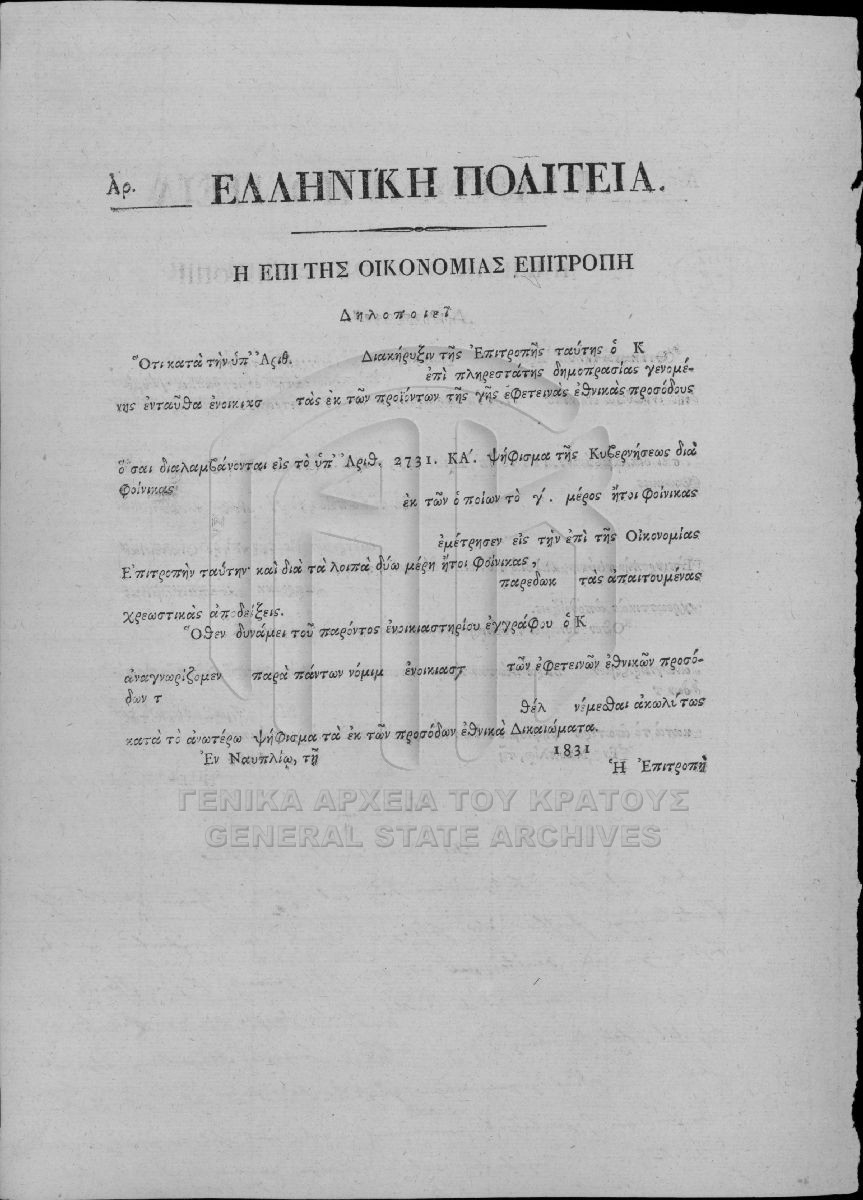 Ἀρ.
ΕΛΛΗΝΙΚΗ ΠΟΛΙΤΕΙΑ.
Η ΕΠΙ ΤΗΣ ΟΙΚΟΝΟΜΙΑΣ ΕΠΙΤΡΟΠΗ
Δηλοποιεῖ
Ὅτι κατὰ τὴν ὑπ' Ἀριθ. Διακήρυξιν τῆς Ἐπιτροπῆς ταύτης ὁ Κ
ἐπὶ πληρεστάτης δημοπρασίας γενομέ-
νης ἐνταῦθα ἐνοικιασ τὰς ἐκ τῶν προϊόντων τῆς γῆς ἐφετεινὰς ἐθνικὰς προσόδους
ὅσαι διαλαμβάνονται εἰς τὸ ὑπ' Ἀριθ. 2731. ΚΑ'. ψήφισμα τῆς Κυβερνήσεως διὰ
Φοίνικας
ἐκ τῶν ὁποίων τὸ γ'. μέρος ἤτοι Φοίνικας
ἐμέτρησεν εἰς τὴν ἐπὶ τῆς Οἰκονομίας
Ἐπιτροπὴν ταύτην· καὶ διὰ τὰ λοιπὰ δύω μέρη ἤτοι Φοίνικας,
παρεδωκ τὰς ἀπαιτουμένας
χρεωστικὰς ἀποδείξεις.
Ὅθεν δυνάμει τοῦ παρόντος ἐνοικιαστηρίου ἐγγράφου ὁ Κ
ἀναγνωρίζομεν παρὰ πάντων νόμιμ ἐνοικιαστ τῶν ἐφετεινῶν ἐθνικῶν προσό-
δων τ
θέλ νέμεσθαι ἀκωλύτως
κατὰ τὸ ἀνωτέρω ψήφισμα τὰ ἐκ τῶν προσόδων ἐθνικὰ Δικαιώματα.
Ἐν Ναυπλίῳ, τῇ 1831
Ἡ Ἐπιτροπὴ
ΓΕΝΙΚΑ ΑΡΧΕΙΑ ΤΟΥ ΚΡΑΤΟΥΣ
GENERAL STATE ARCHIVES